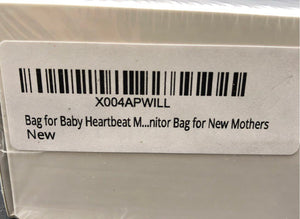 X004APWILL
Bag for Baby Heartbeat M...nitor Bag for New Mothers
New